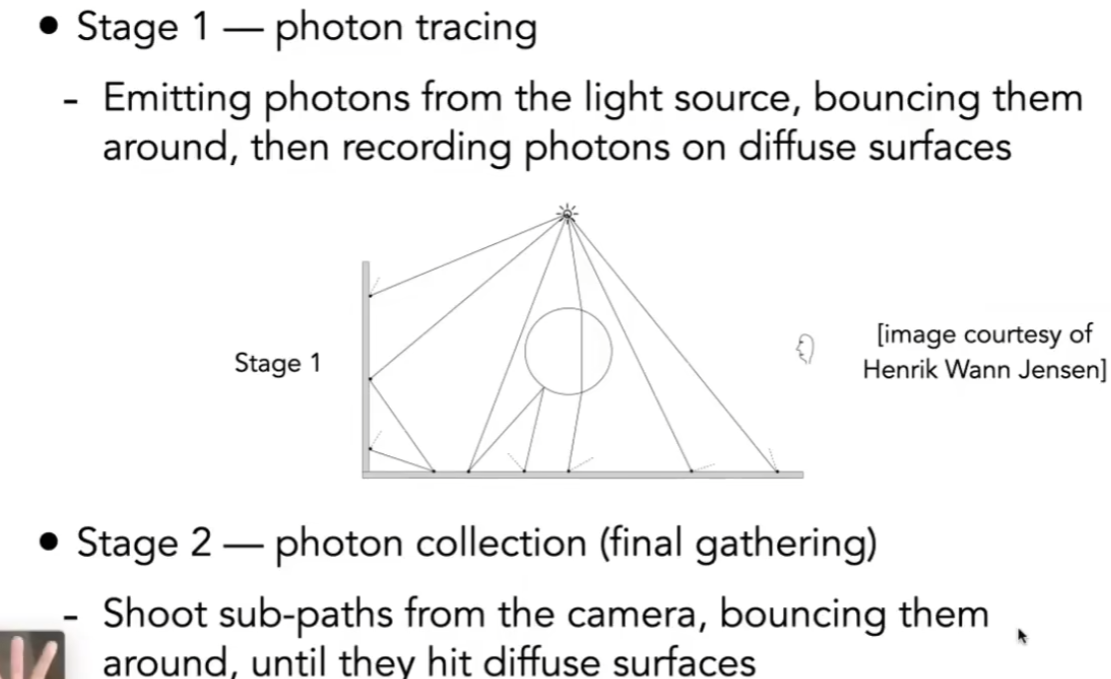 ● Stage 1 — photon tracing
- Emitting photons from the light source, bouncing them
around, then recording photons on diffuse surfaces
Stage 1
[image courtesy of
Henrik Wann Jensen]
● Stage 2 — photon collection (final gathering)
- Shoot sub-paths from the camera, bouncing them
around, until they hit diffuse surfaces